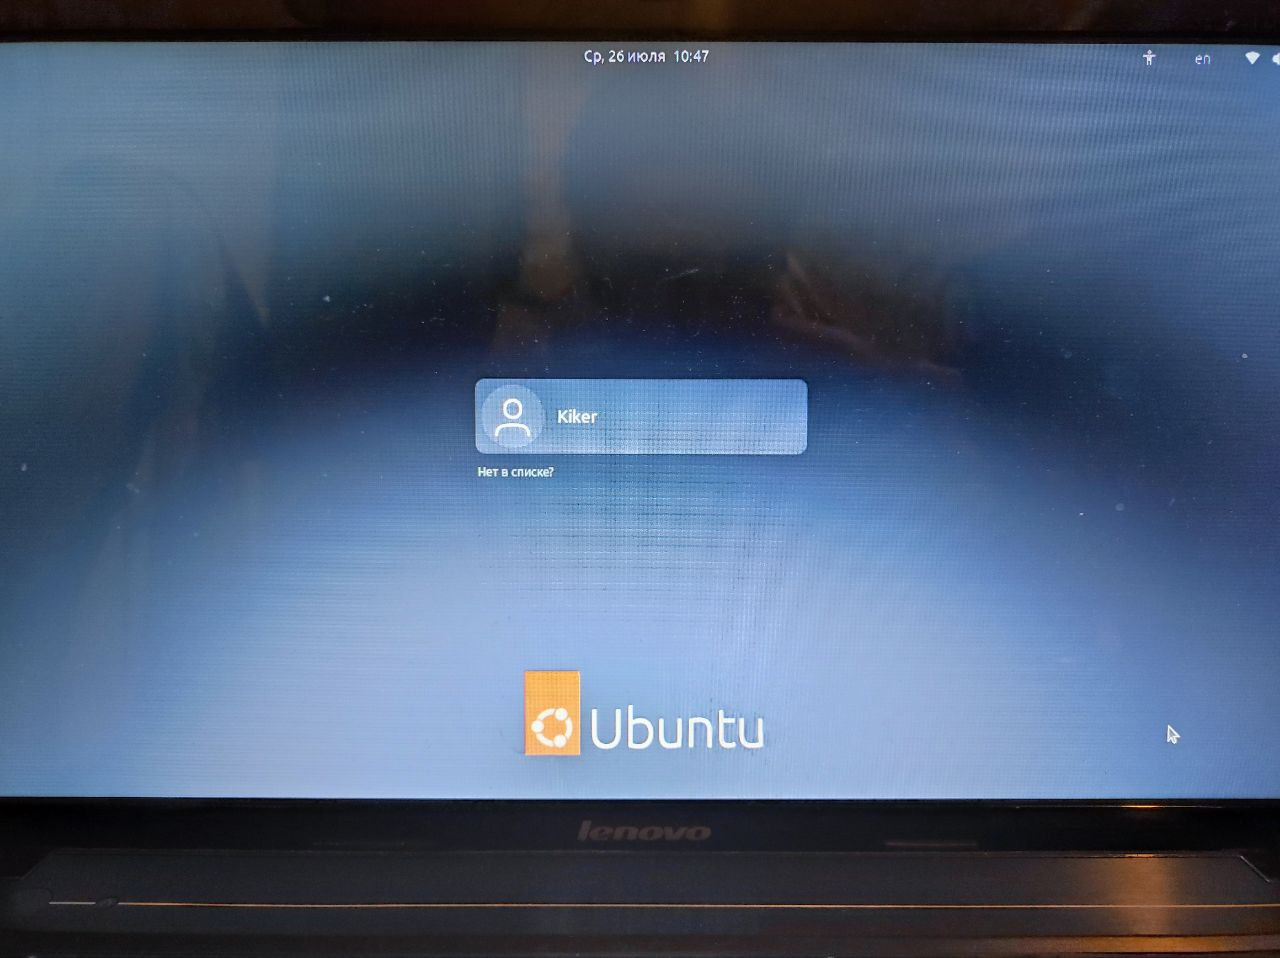 Ср, 26 июля 10:47
en
Kiker
Нет в списке?
Ubuntu
lenovo